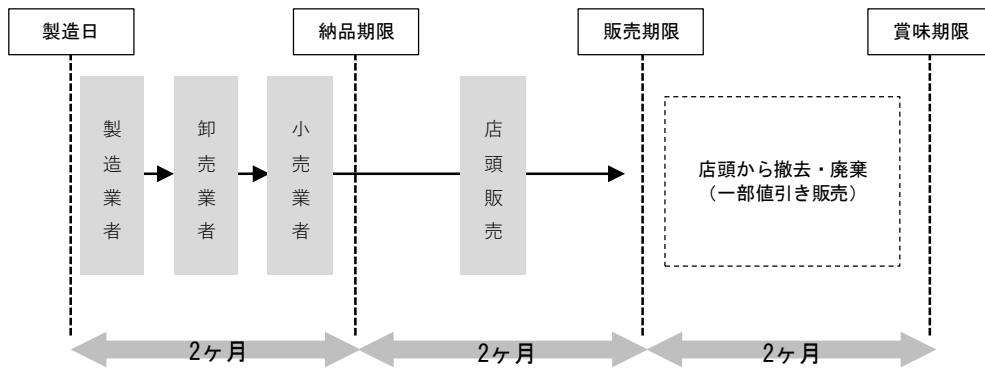 製造日
納品期限
販売期限
賞味期限
製造業者
卸売業者
小売業者
店頭販売
店頭から撤去・廃棄
（一部値引き販売）
2ヶ月
2ヶ月
2ヶ月